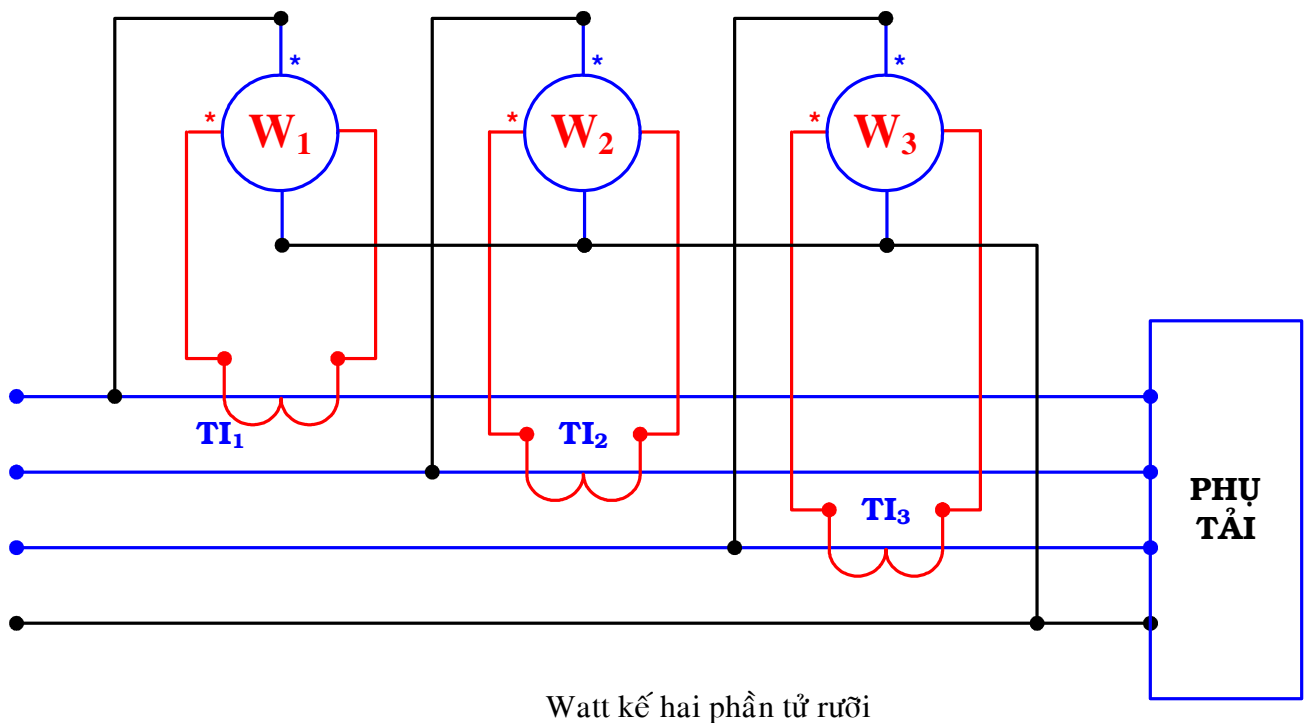 *
*
*
* W₁
* W₂
* W₃
TI₁
TI₂
TI₃
PHỤ
TẢI
Watt kế hai phần tử rưỡi